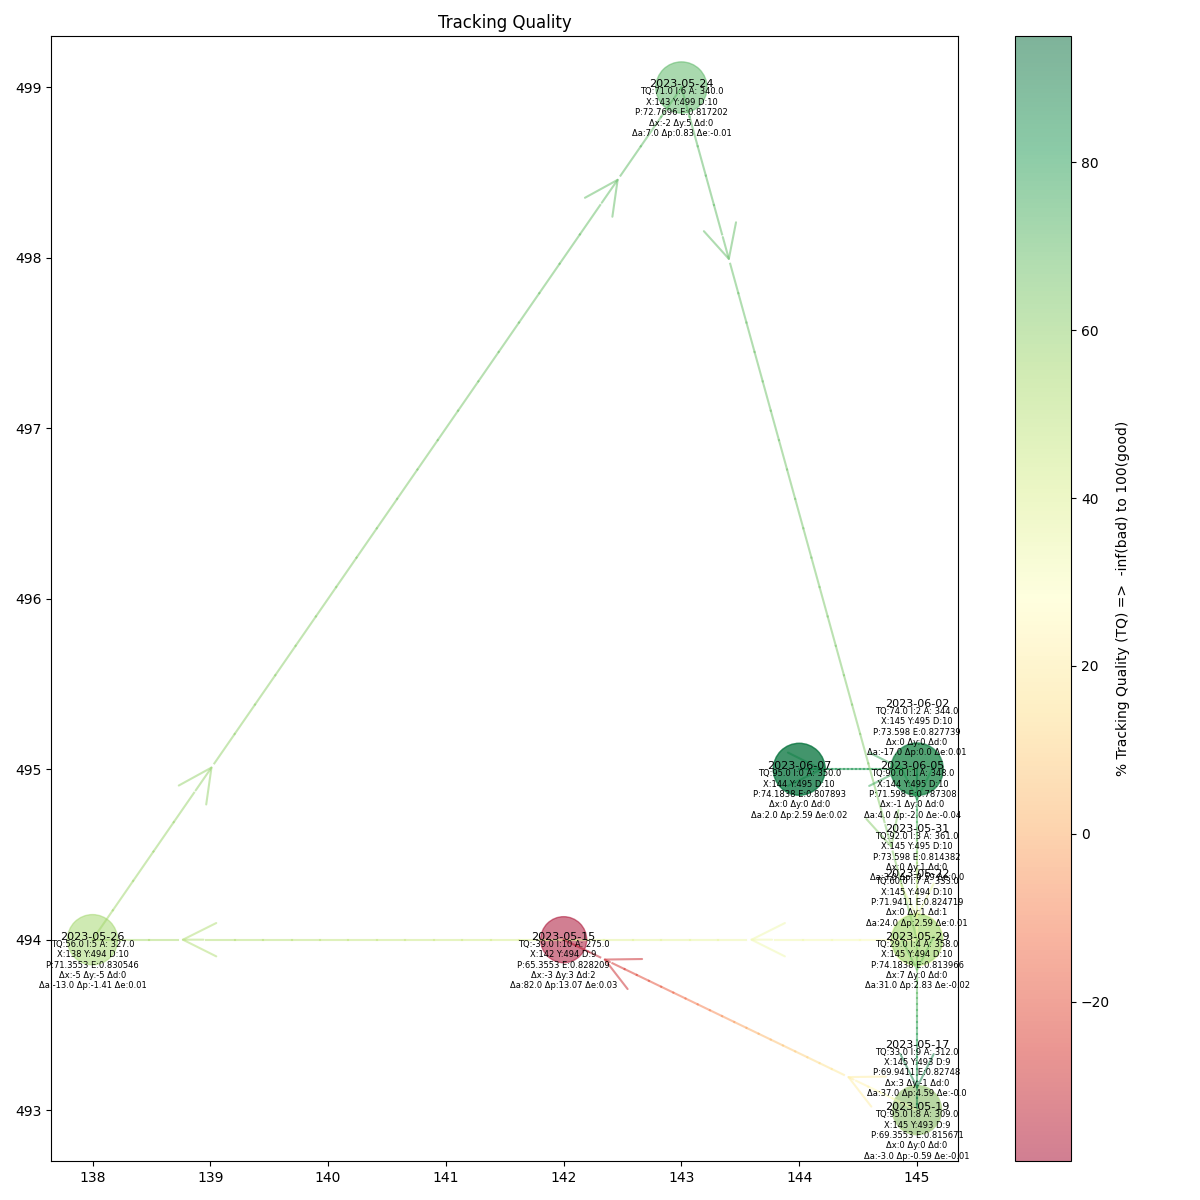 Tracking Quality
499
498
497
496
495
494
493
138
139
140
141
142
143
144
145
2023-05-24
TQ:71.0 I:6 A: 340.0
X:143 Y:499 D:10
P:72.7696 E:0.817202
Δx:-2 Δy:5 Δd:0
Δa:7.0 Δp:0.83 Δe:-0.01
2023-06-02
TQ:74.0 I:2 A: 344.0
X:145 Y:495 D:10
P:73.598 E:0.827739
Δx:0 Δy:0 Δd:0
Δa:-17.0 Δp:0.0 Δe:0.01
2023-06-07
TQ:95.0 I:0 A: 350.0
X:144 Y:495 D:10
P:74.1838 E:0.807893
Δx:0 Δy:0 Δd:0
Δa:2.0 Δp:2.59 Δe:0.02
2023-06-05
TQ:90.0 I:1 A: 348.0
X:144 Y:495 D:10
P:71.598 E:0.787308
Δx:-1 Δy:0 Δd:0
Δa:4.0 Δp:-2.0 Δe:-0.04
2023-05-31
TQ:92.0 I:3 A: 361.0
X:145 Y:495 D:10
P:73.598 E:0.814382
Δx:0 Δy:1 Δd:0
2023-05-22
TQ:60.0 I:7 A: 333.0
X:145 Y:494 D:10
P:71.9411 E:0.824719
Δx:0 Δy:1 Δd:1
Δa:24.0 Δp:2.59 Δe:0.01
2023-05-26
TQ:56.0 I:5 A: 327.0
X:138 Y:494 D:10
P:71.3553 E:0.830546
Δx:-5 Δy:-5 Δd:0
Δa:-13.0 Δp:-1.41 Δe:0.01
2023-05-15
TQ:-39.0 I:10 A: 275.0
X:142 Y:494 D:9
P:65.3553 E:0.828209
Δx:-3 Δy:3 Δd:2
Δa:82.0 Δp:13.07 Δe:0.03
2023-05-29
TQ:29.0 I:4 A: 358.0
X:145 Y:494 D:10
P:74.1838 E:0.813966
Δx:7 Δy:0 Δd:0
Δa:31.0 Δp:2.83 Δe:-0.02
2023-05-17
TQ:33.0 I:9 A: 312.0
X:145 Y:493 D:9
P:69.9411 E:0.82748
Δx:3 Δy:-1 Δd:0
Δa:37.0 Δp:4.59 Δe:-0.0
2023-05-19
TQ:95.0 I:8 A: 309.0
X:145 Y:493 D:9
P:69.3553 E:0.815671
Δx:0 Δy:0 Δd:0
Δa:-3.0 Δp:-0.59 Δe:-0.01
80
60
40
20
0
−20
% Tracking Quality (TQ) => -inf(bad) to 100(good)